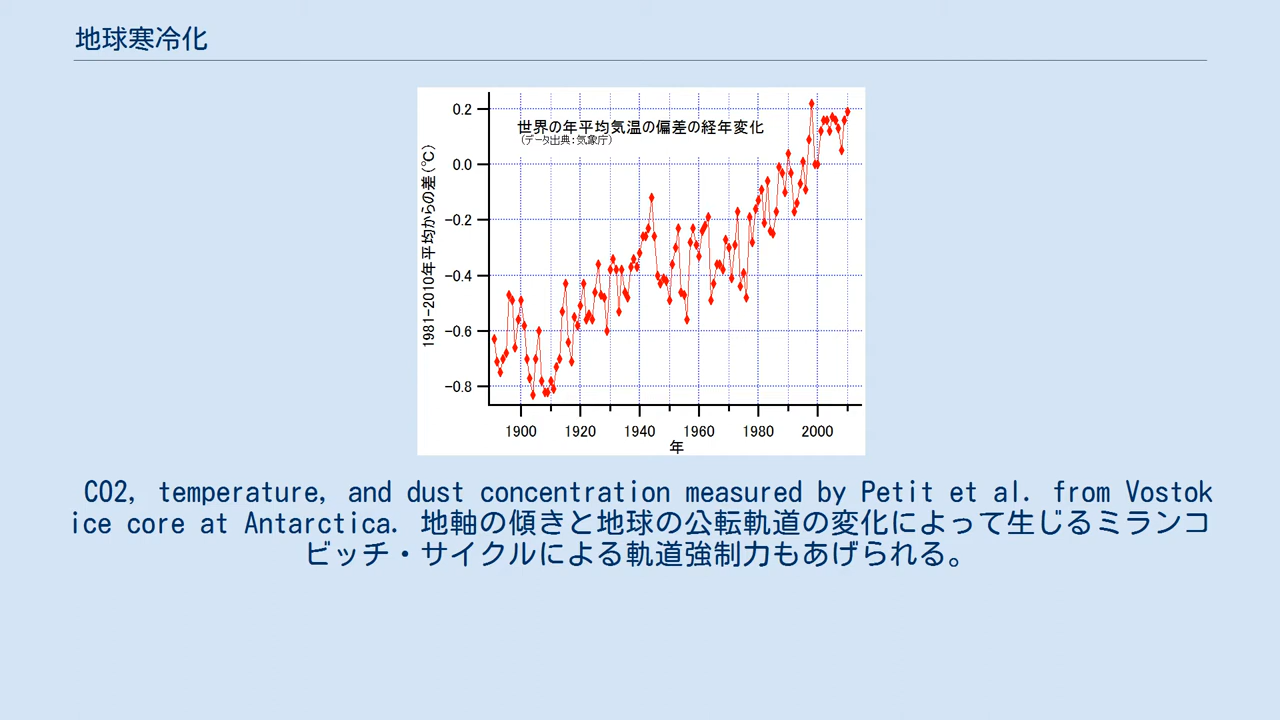 地球寒冷化
世界の年平均気温の偏差の経年変化
(データ出典：気象庁)
1981-2010年平均からの差(℃)
0.2
0.0
-0.2
-0.4
-0.6
-0.8
1900 1920 1940 1960 1980 2000
年
CO2, temperature, and dust concentration measured by Petit et al. from Vostok
ice core at Antarctica. 地軸の傾きと地球の公転軌道の変化によって生じるミランコ
ビッチ・サイクルによる軌道強制力もあげられる。